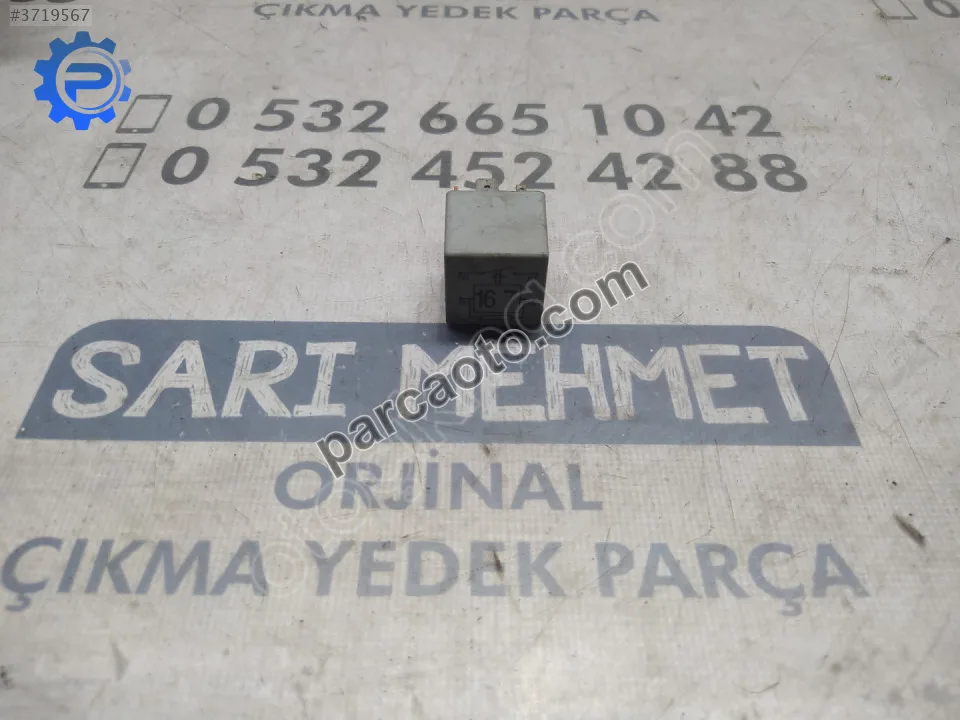 #3719567
ÇIKMA YEDEK PARÇA
0 532 665 10 42
0 532 452 42 88
16 7
SARI MEHMET
parcaoto.com
ORJİNAL
ÇIKMA YEDEK PARÇA